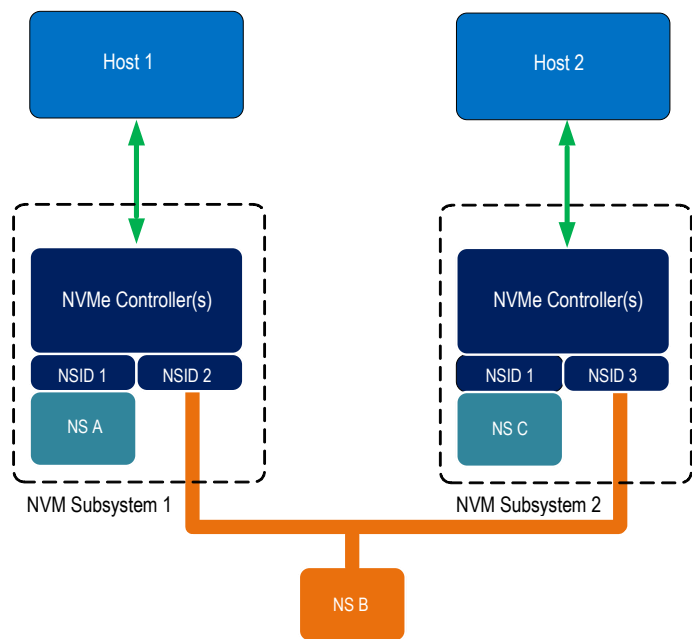 Host 1
Host 2
NVMe Controller(s)
NVMe Controller(s)
NSID 1
NSID 2
NSID 1
NSID 3
NS A
NS C
NVM Subsystem 1
NVM Subsystem 2
NS B